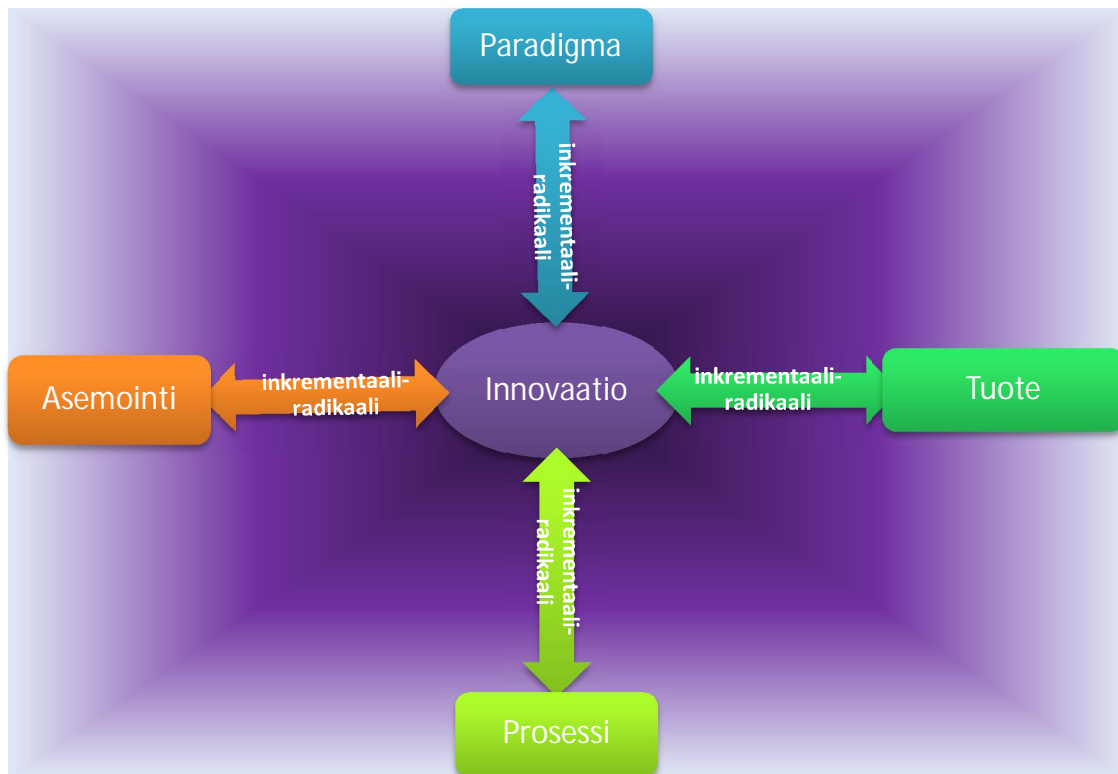 Paradigma
inkrementaali-
radikaali
Asemointi
inkrementaali-
radikaali
Innovaatio
inkrementaali-
radikaali
Tuote
inkrementaali-
radikaali
Prosessi